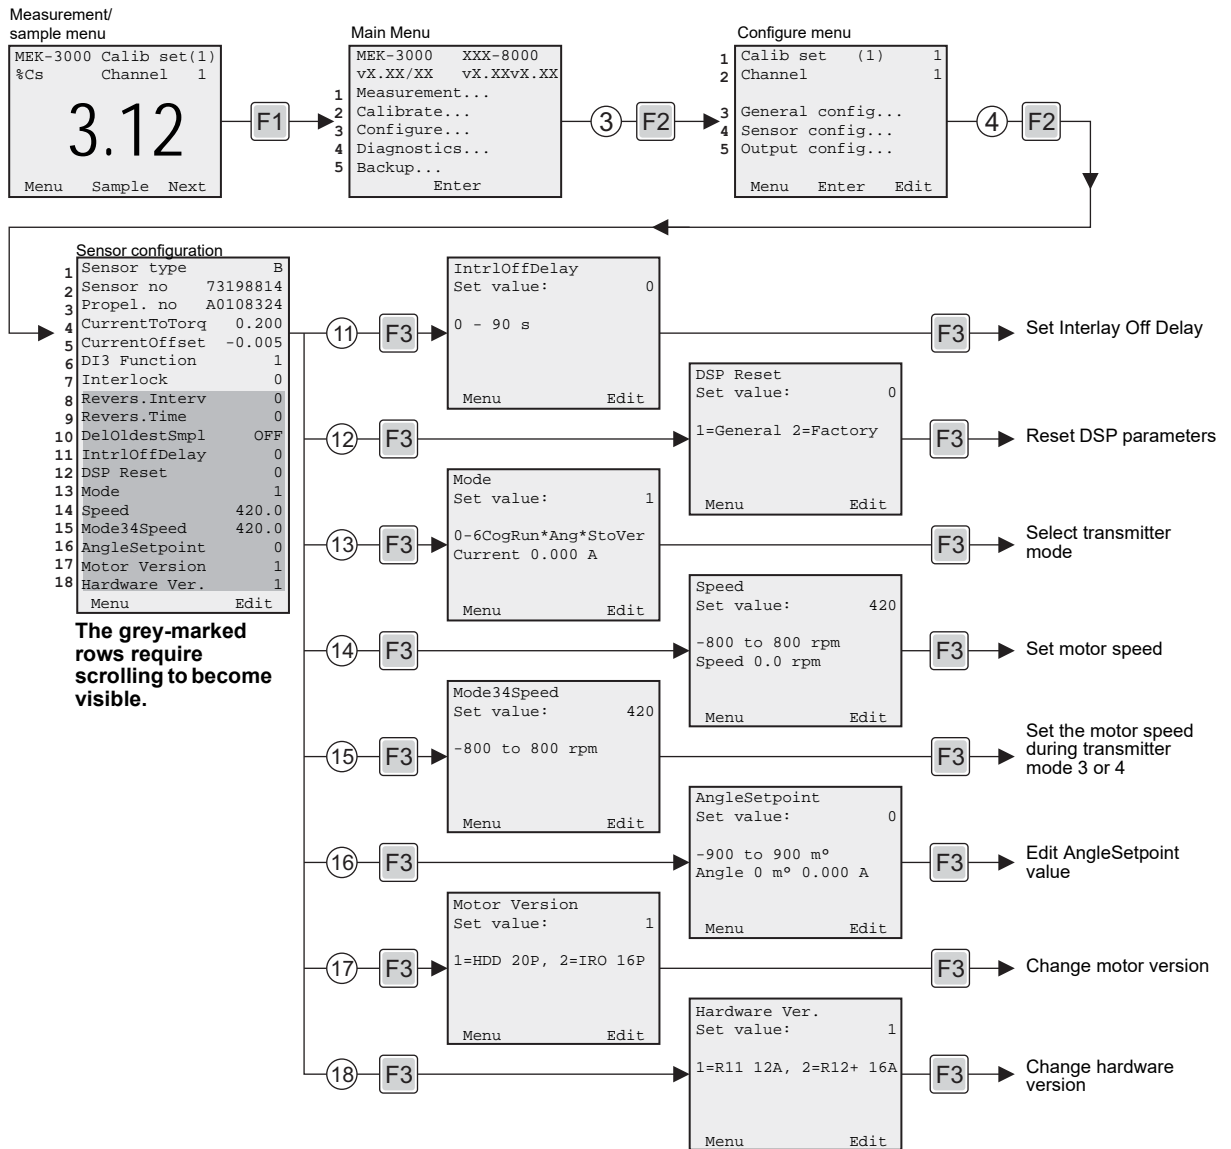 Measurement/
sample menu
MEK-3000 Calib set(1)
%Cs Channel 1
3.12
Menu Sample Next
F1
Main Menu
MEK-3000 XXX-8000
vX.XX/XX vX.XXvX.XX
1 Measurement...
2 Calibrate...
3 Configure...
4 Diagnostics...
5 Backup...
Enter
3 F2
Configure menu
1 Calib set (1) 1
2 Channel 1
3 General config...
4 Sensor config...
5 Output config...
Menu Enter Edit
4 F2
Sensor configuration
1 Sensor type B
2 Sensor no 73198814
3 Propel. no A0108324
4 CurrentToTorq 0.200
5 CurrentOffset -0.005
6 DI3 Function 1
7 Interlock 0
8 Revers.Interv 0
9 Revers.Time 0
10 DelOldestSmpl OFF
11 IntrlOffDelay 0
12 DSP Reset 0
13 Mode 1
14 Speed 420.0
15 Mode34Speed 420.0
16 AngleSetpoint 0
17 Motor Version 1
18 Hardware Ver. 1
Menu Edit
The grey-marked
rows require
scrolling to become
visible.
11 F3
IntrlOffDelay
Set value: 0
0 - 90 s
Menu Edit
F3 Set Interlay Off Delay
12 F3
DSP Reset
Set value: 0
1=General 2=Factory
Menu Edit
F3 Reset DSP parameters
13 F3
Mode
Set value: 1
0-6CogRun*Ang*StoVer
Current 0.000 A
Menu Edit
F3 Select transmitter
mode
14 F3
Speed
Set value: 420
-800 to 800 rpm
Speed 0.0 rpm
Menu Edit
F3 Set motor speed
15 F3
Mode34Speed
Set value: 420
-800 to 800 rpm
Menu Edit
F3 Set the motor speed
during transmitter
mode 3 or 4
16 F3
AngleSetpoint
Set value: 0
-900 to 900 mº
Angle 0 mº 0.000 A
Menu Edit
F3 Edit AngleSetpoint
value
17 F3
Motor Version
Set value: 1
1=HDD 20P, 2=IRO 16P
Menu Edit
F3 Change motor version
18 F3
Hardware Ver.
Set value: 1
1=R11 12A, 2=R12+ 16A
Menu Edit
F3 Change hardware
version